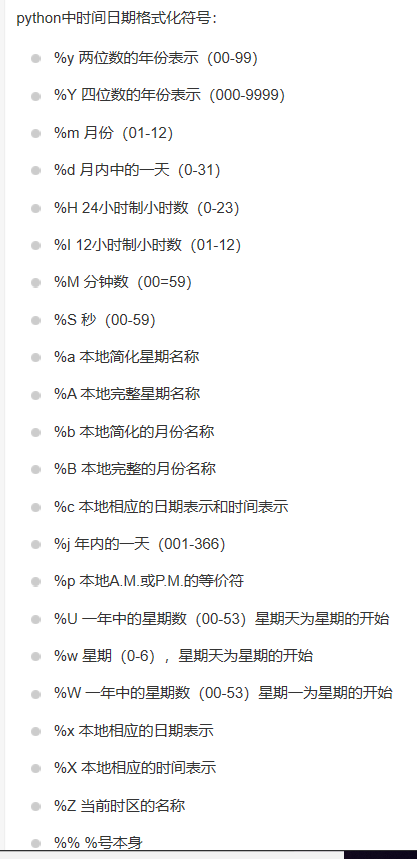 python中时间日期格式化符号：
%y 两位数的年份表示（00-99）
%Y 四位数的年份表示（000-9999）
%m 月份（01-12）
%d 月内中的一天（0-31）
%H 24小时制小时数（0-23）
%I 12小时制小时数（01-12）
%M 分钟数（00=59）
%S 秒（00-59）
%a 本地简化星期名称
%A 本地完整星期名称
%b 本地简化的月份名称
%B 本地完整的月份名称
%c 本地相应的日期表示和时间表示
%j 年内的一天（001-366）
%p 本地A.M.或P.M.的等价符
%U 一年中的星期数（00-53）星期天为星期的开始
%w 星期（0-6），星期天为星期的开始
%W 一年中的星期数（00-53）星期一为星期的开始
%x 本地相应的日期表示
%X 本地相应的时间表示
%Z 当前时区的名称
%% %号本身